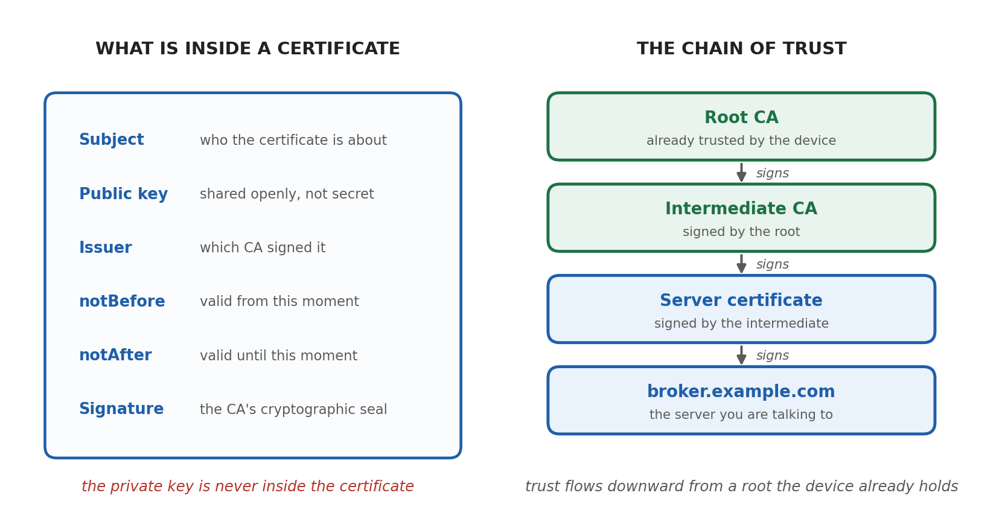 WHAT IS INSIDE A CERTIFICATE
Subject who the certificate is about
Public key shared openly, not secret
Issuer which CA signed it
notBefore valid from this moment
notAfter valid until this moment
Signature the CA's cryptographic seal
the private key is never inside the certificate
THE CHAIN OF TRUST
Root CA
already trusted by the device
signs
Intermediate CA
signed by the root
signs
Server certificate
signed by the intermediate
signs
broker.example.com
the server you are talking to
trust flows downward from a root the device already holds